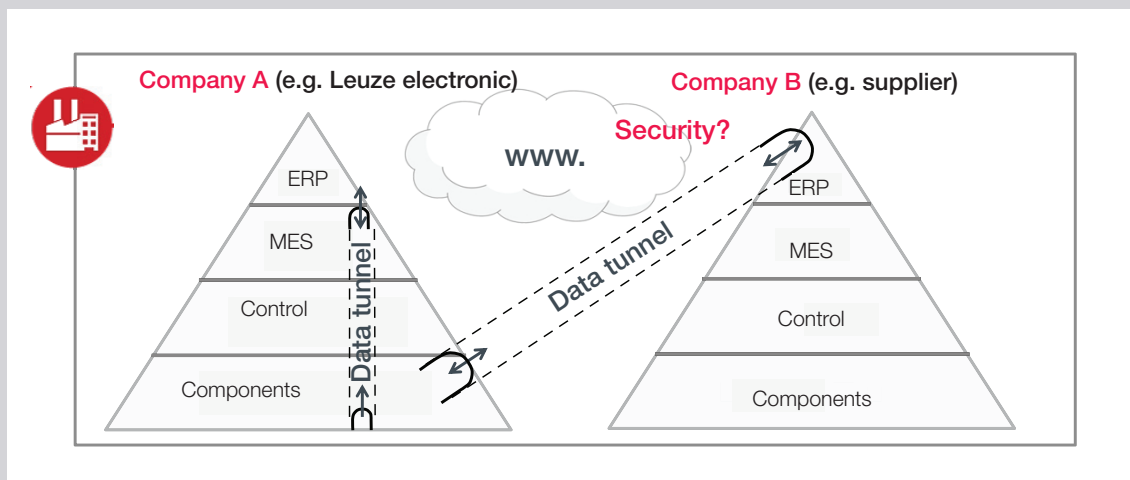 Company A (e.g. Leuze electronic)
Company B (e.g. supplier)
Security?
www.
ERP
MES
Control
Components
Data tunnel
Data tunnel
ERP
MES
Control
Components